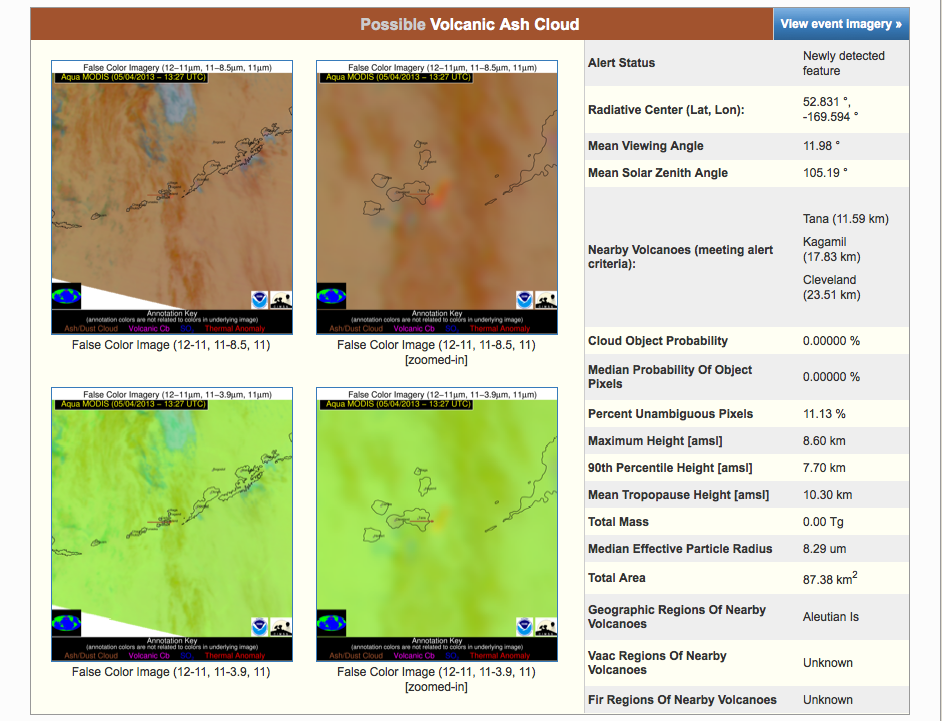 Possible Volcanic Ash Cloud
View event imagery »
False Color Imagery (12–11μm, 11–8.5μm, 11μm)
Aqua MODIS (05/04/2013 – 13:27 UTC)
Annotation Key
(annotation colors are not related to colors in underlying image)
Ash/Dust Cloud Volcanic Cb SO₂ Thermal Anomaly
False Color Image (12-11, 11-8.5, 11)
False Color Imagery (12–11μm, 11–8.5μm, 11μm)
Aqua MODIS (05/04/2013 – 13:27 UTC)
Annotation Key
(annotation colors are not related to colors in underlying image)
Ash/Dust Cloud Volcanic Cb SO₂ Thermal Anomaly
False Color Image (12-11, 11-8.5, 11)
[zoomed-in]
False Color Imagery (12–11μm, 11–3.9μm, 11μm)
Aqua MODIS (05/04/2013 – 13:27 UTC)
Annotation Key
(annotation colors are not related to colors in underlying image)
Ash/Dust Cloud Volcanic Cb SO₂ Thermal Anomaly
False Color Image (12-11, 11-3.9, 11)
False Color Imagery (12–11μm, 11–3.9μm, 11μm)
Aqua MODIS (05/04/2013 – 13:27 UTC)
Annotation Key
(annotation colors are not related to colors in underlying image)
Ash/Dust Cloud Volcanic Cb SO₂ Thermal Anomaly
False Color Image (12-11, 11-3.9, 11)
[zoomed-in]
Alert Status
Newly detected
feature
Radiative Center (Lat, Lon):
52.831 °,
-169.594 °
Mean Viewing Angle
11.98 °
Mean Solar Zenith Angle
105.19 °
Nearby Volcanoes (meeting alert
criteria):
Tana (11.59 km)
Kagamil
(17.83 km)
Cleveland
(23.51 km)
Cloud Object Probability
0.00000 %
Median Probability Of Object
Pixels
0.00000 %
Percent Unambiguous Pixels
11.13 %
Maximum Height [amsl]
8.60 km
90th Percentile Height [amsl]
7.70 km
Mean Tropopause Height [amsl]
10.30 km
Total Mass
0.00 Tg
Median Effective Particle Radius
8.29 um
Total Area
87.38 km²
Geographic Regions Of Nearby
Volcanoes
Aleutian Is
Vaac Regions Of Nearby
Volcanoes
Unknown
Fir Regions Of Nearby Volcanoes
Unknown